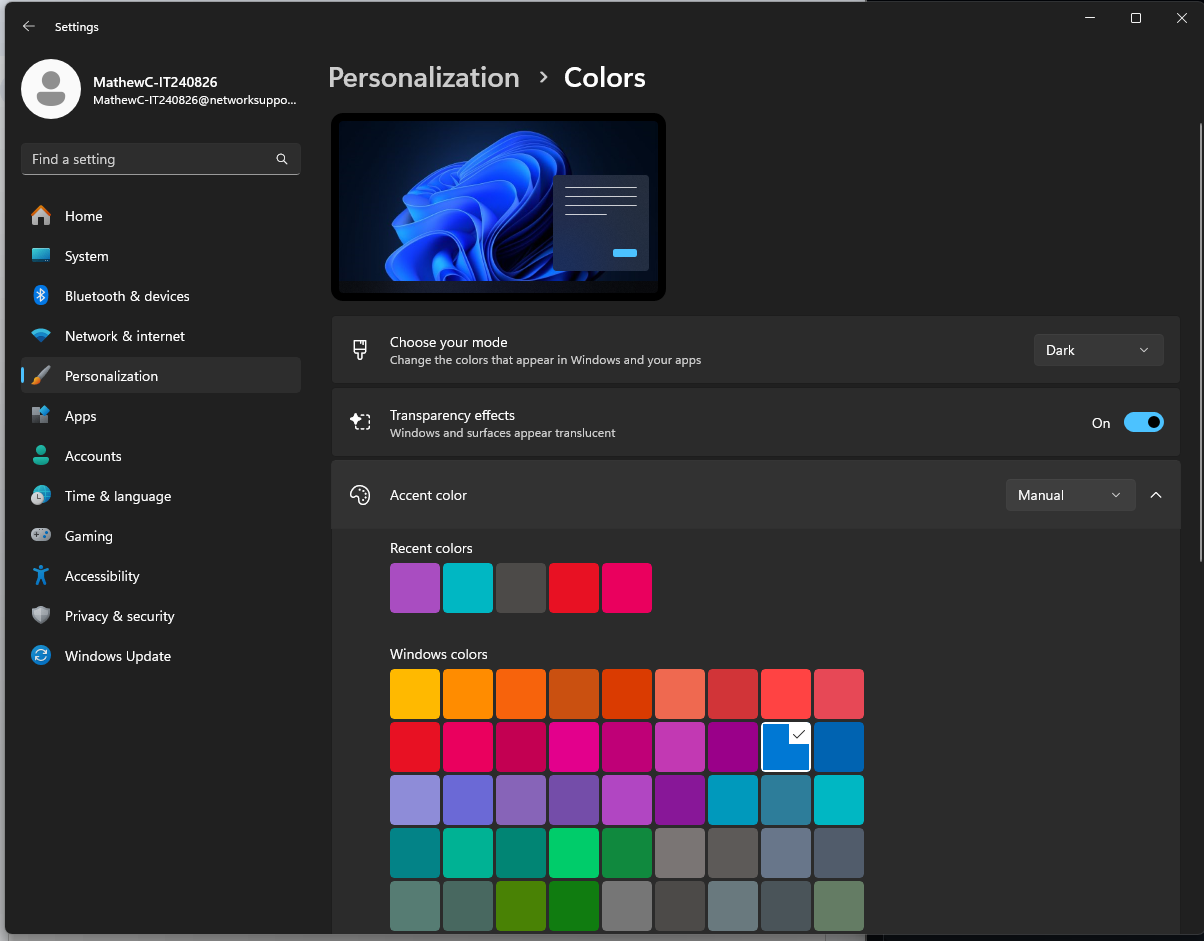 Settings
MathewC-IT240826
MathewC-IT240826@networksuppo...
Find a setting
Home
System
Bluetooth & devices
Network & internet
Personalization
Apps
Accounts
Time & language
Gaming
Accessibility
Privacy & security
Windows Update
Personalization > Colors
Choose your mode
Change the colors that appear in Windows and your apps
Dark
Transparency effects
Windows and surfaces appear translucent
On
Accent color
Manual
Recent colors
Windows colors